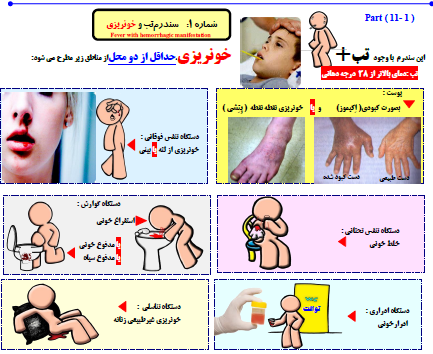 Part ( 11- 1 )
شماره ۱: سندرم تب و خونریزی
Fever with hemorrhagic manifestation
این سندرم با وجود تب+
تب :دمای بالاتر از ۳۸ درجه دهانی
خونریزی، حداقل از دو محل از مناطق زیر مطرح می شود:
پوست :
بصورت کبودی(اکیموز) و یا خونریزی نقطه نقطه ( پتشی )
دست طبیعی
دست کبود شده
دستگاه تنفس فوقانی :
خونریزی از لثه یا بینی
دستگاه تنفس تحتانی :
خلط خونی
دستگاه گوارش :
استفراغ خونی
یا مدفوع خونی
یا مدفوع سیاه
دستگاه ادراری :
ادرار خونی
توالت
دستگاه تناسلی :
خونریزی غیرطبیعی زنانه